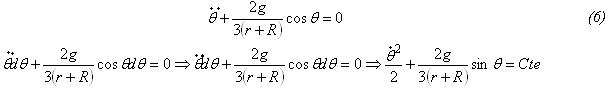 θ̈ + 2g/3(r + R) cos θ = 0 (6)
θ̈dθ + 2g/3(r + R) cos θdθ = 0 ⇒ θ̈dθ + 2g/3(r + R) cos θdθ = 0 ⇒ θ̇²/2 + 2g/3(r + R) sin θ = Cte